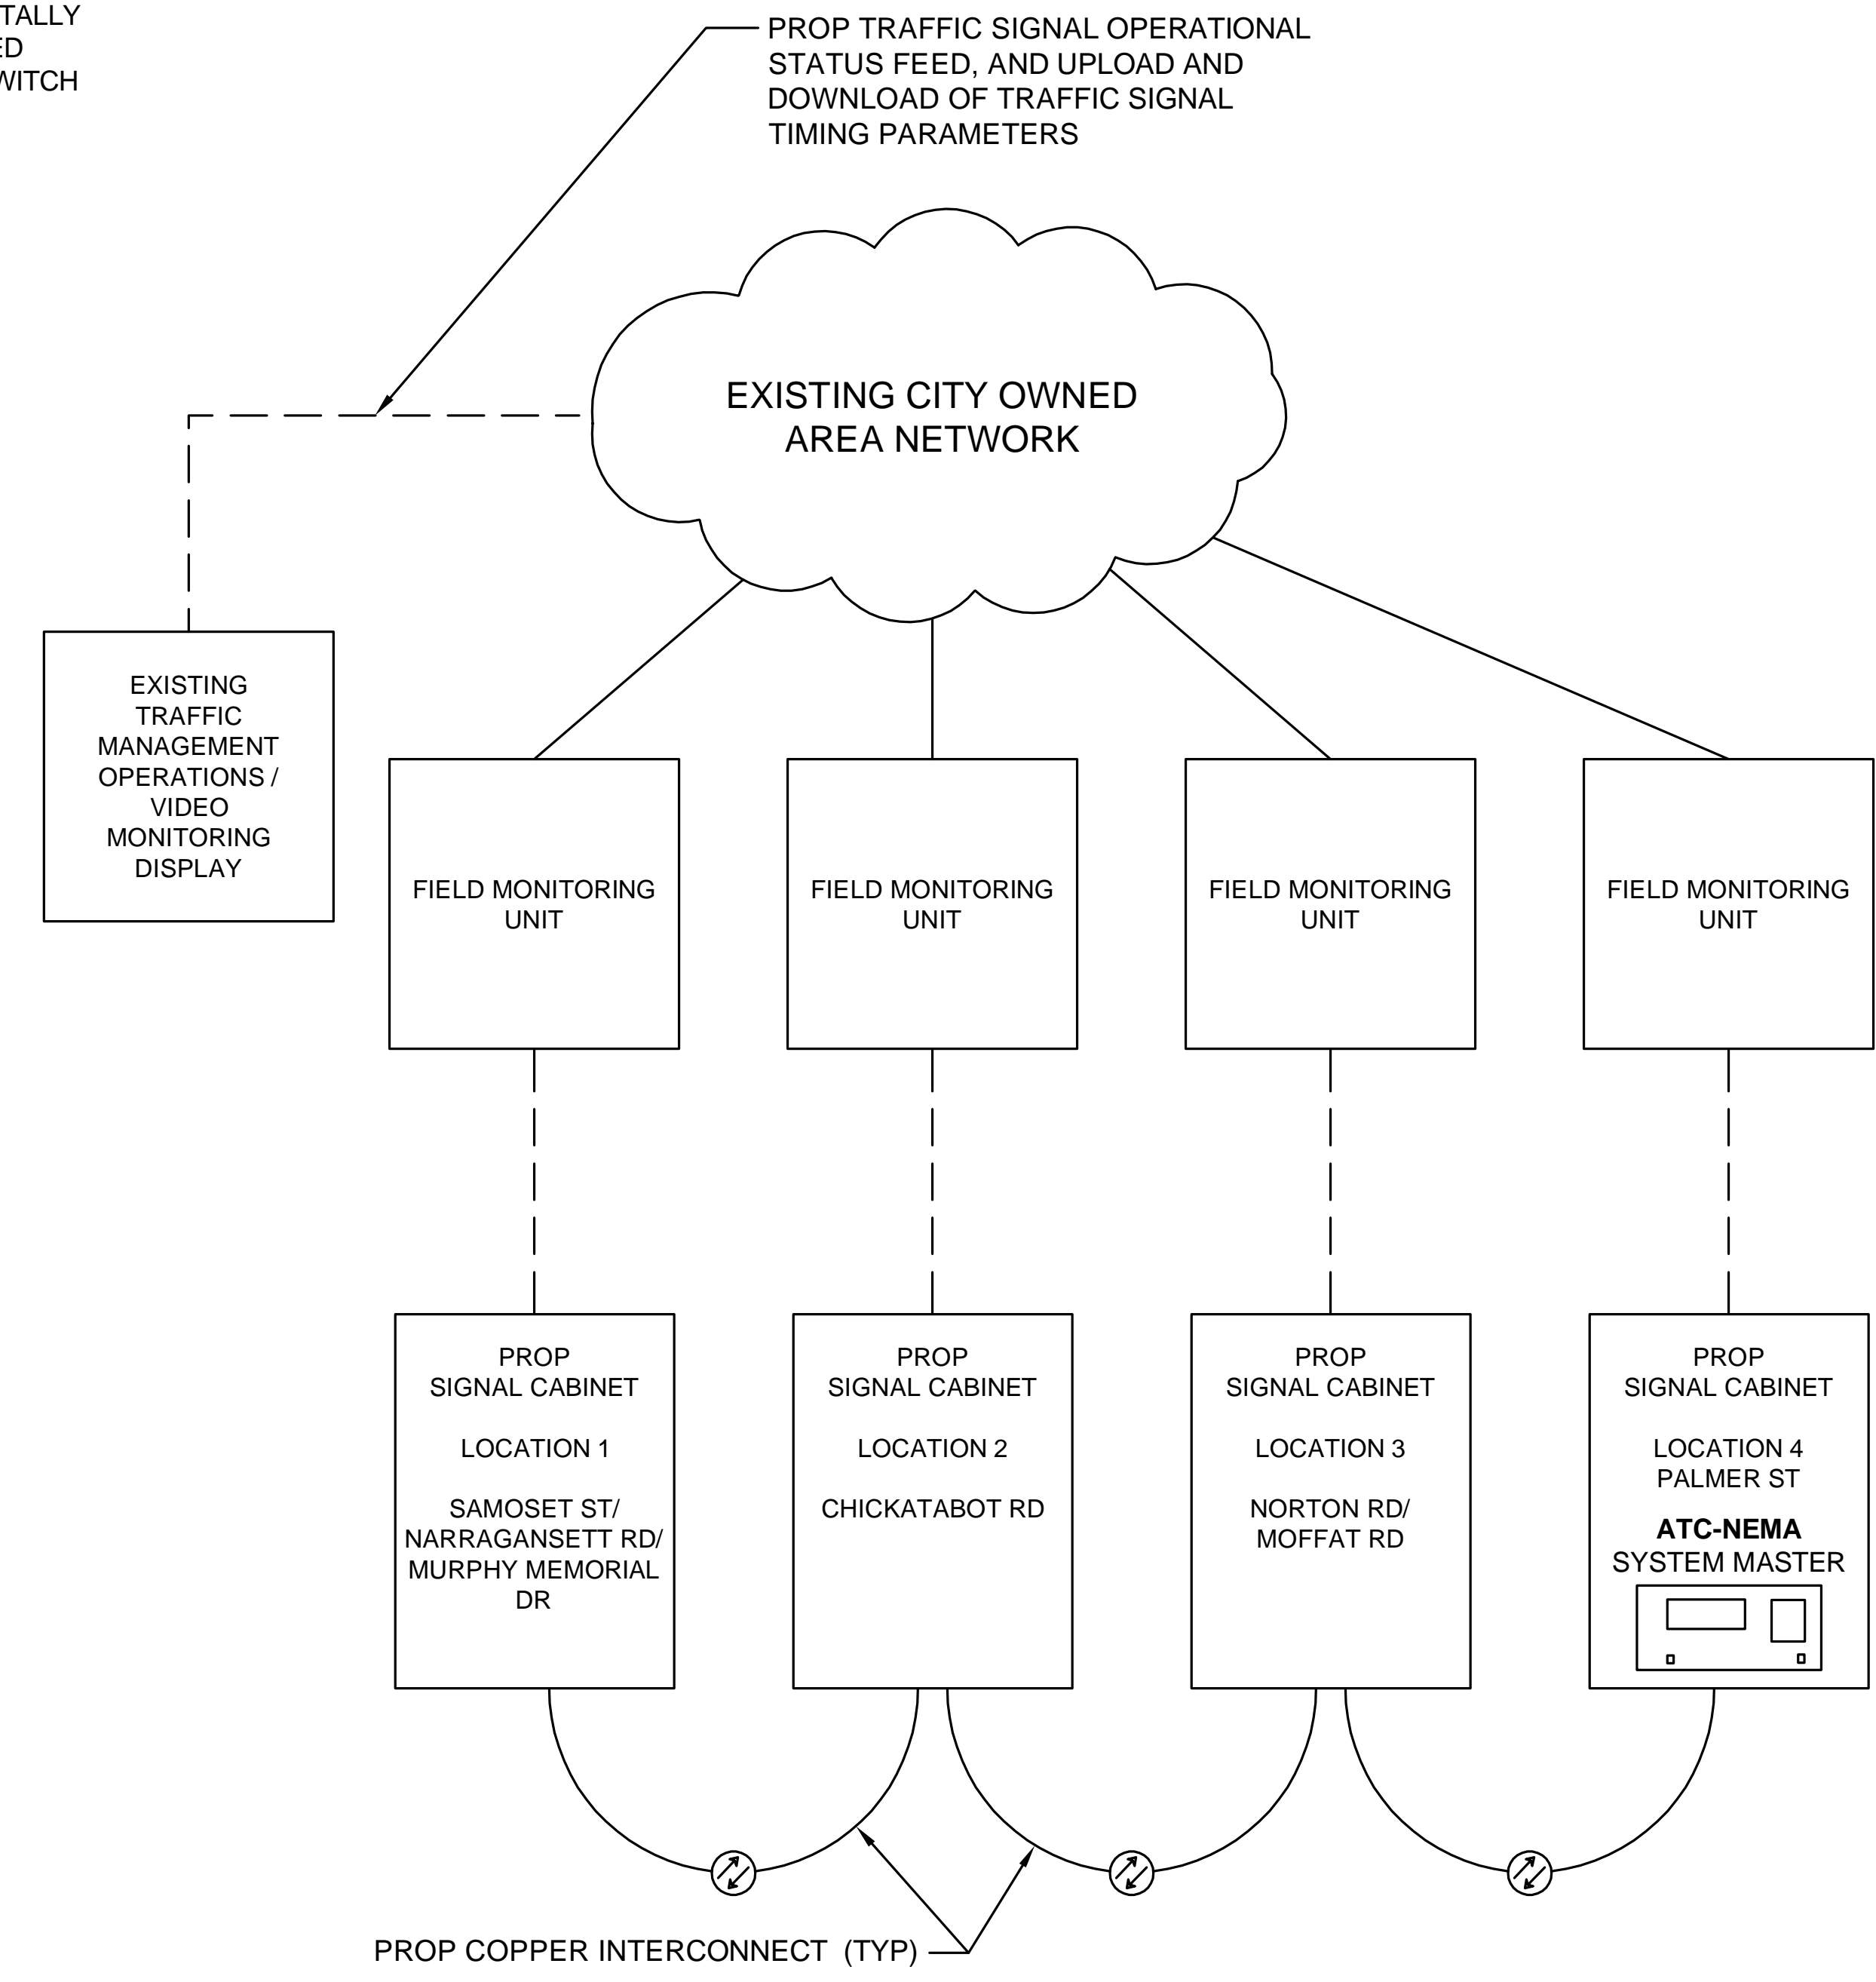 TALLY
ED
WITCH
PROP TRAFFIC SIGNAL OPERATIONAL
STATUS FEED, AND UPLOAD AND
DOWNLOAD OF TRAFFIC SIGNAL
TIMING PARAMETERS
EXISTING CITY OWNED
AREA NETWORK
EXISTING
TRAFFIC
MANAGEMENT
OPERATIONS /
VIDEO
MONITORING
DISPLAY
FIELD MONITORING
UNIT
FIELD MONITORING
UNIT
FIELD MONITORING
UNIT
FIELD MONITORING
UNIT
PROP
SIGNAL CABINET
LOCATION 1
SAMOSET ST/
NARRAGANSETT RD/
MURPHY MEMORIAL
DR
PROP
SIGNAL CABINET
LOCATION 2
CHICKATABOT RD
PROP
SIGNAL CABINET
LOCATION 3
NORTON RD/
MOFFAT RD
PROP
SIGNAL CABINET
LOCATION 4
PALMER ST
ATC-NEMA
SYSTEM MASTER
PROP COPPER INTERCONNECT (TYP)